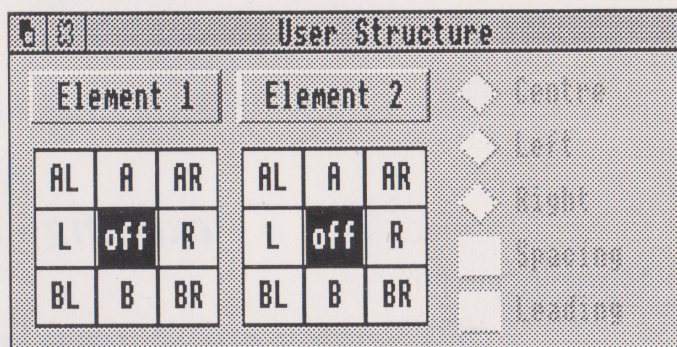 User Structure
Element 1 Element 2 Centre
Left
AL A AR AL A AR
Right
L off R L off R
Spacing
BL B BR BL B BR
Leading